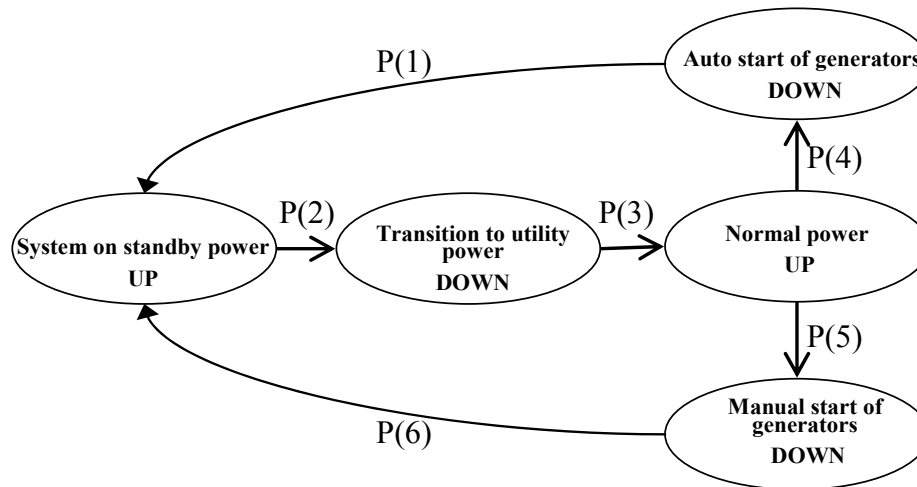 Auto start of generators
DOWN
P(1)
P(4)
P(2)
P(3)
System on standby power
UP
Transition to utility
power
DOWN
Normal power
UP
P(5)
Manual start of
generators
DOWN
P(6)